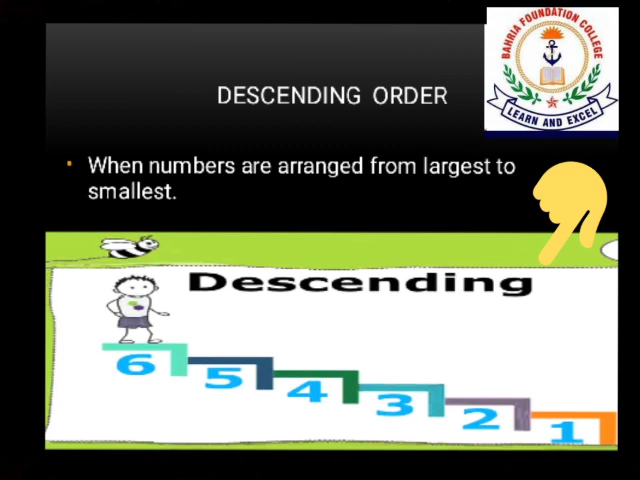 BAHRIA FOUNDATION COLLEGE
LEARN AND EXCEL
DESCENDING ORDER
When numbers are arranged from largest to
smallest.
Descending
6
5
4
3
2
1